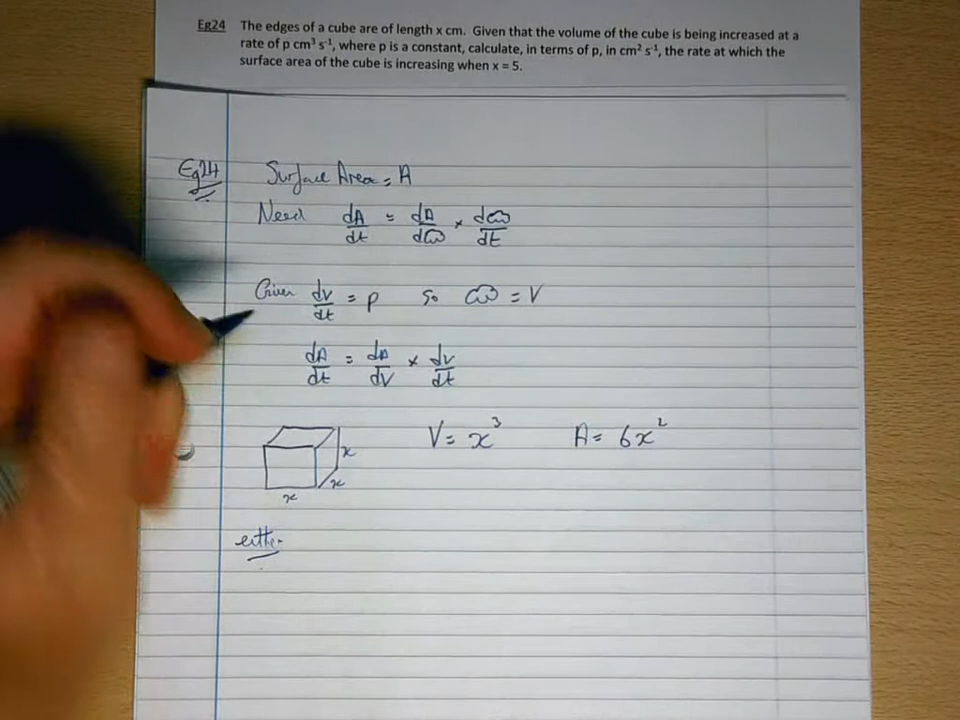 Eg24 The edges of a cube are of length x cm. Given that the volume of the cube is being increased at a
rate of p cm³ s⁻¹, where p is a constant, calculate, in terms of p, in cm² s⁻¹, the rate at which the
surface area of the cube is increasing when x = 5.
Eg24 Surface Area = A
Need dA/dt = dA/d × d/dt
Given dV/dt = p so = V
dA/dt = dA/dV × dV/dt
V = x³ A = 6x²
x
x
x
either